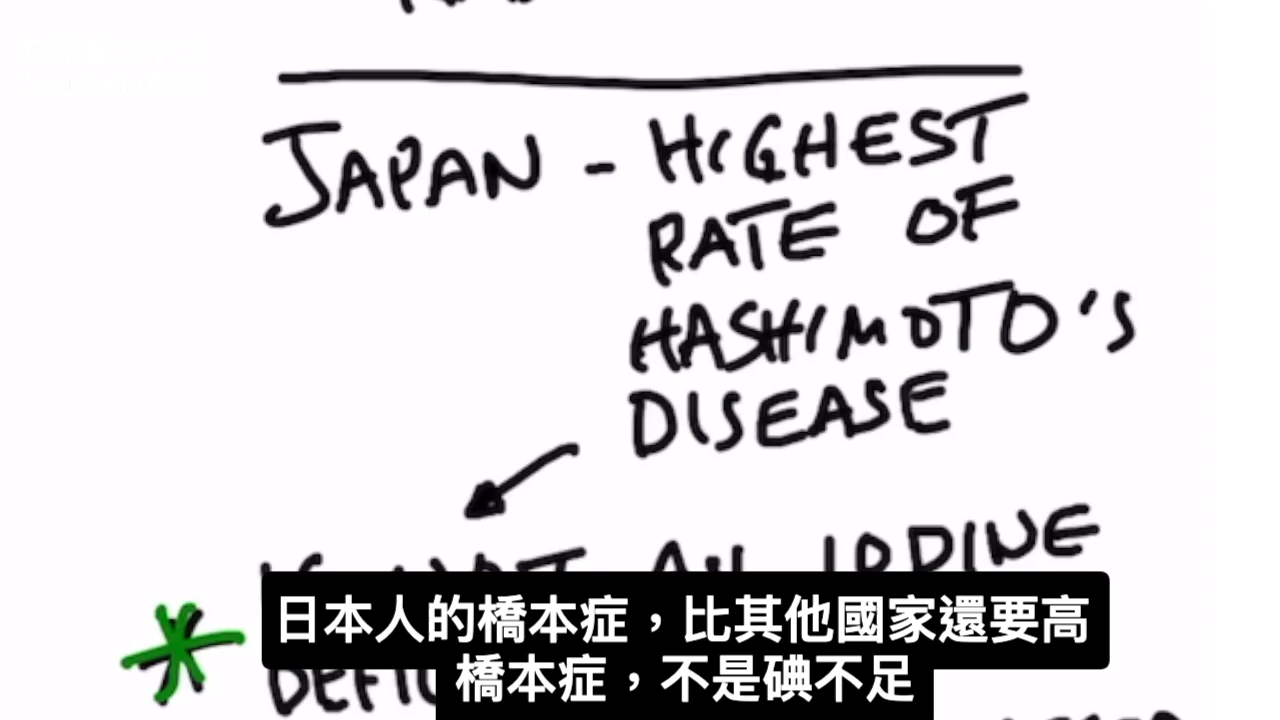 JAPAN - HIGHEST
RATE OF
HASHIMOTO'S
DISEASE
IODINE
日本人的橋本症，比其他國家還要高
橋本症，不是碘不足